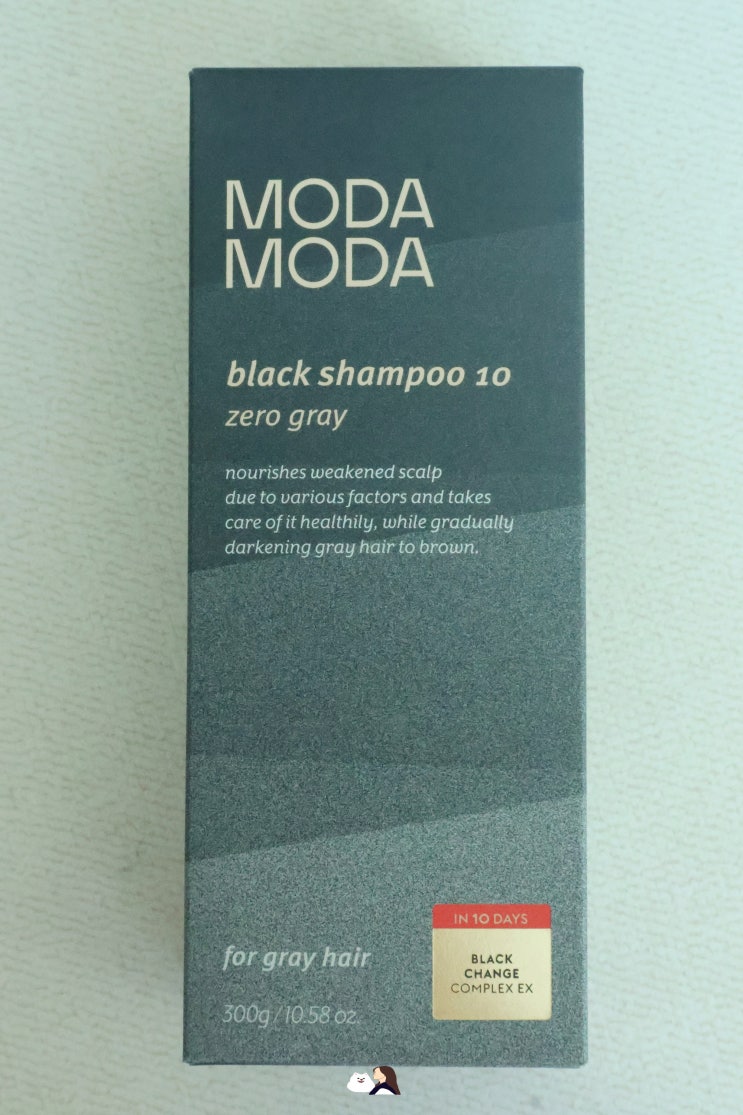 MODA
MODA
black shampoo 10
zero gray
nourishes weakened scalp
due to various factors and takes
care of it healthily, while gradually
darkening gray hair to brown.
IN 10 DAYS
BLACK
CHANGE
COMPLEX EX
for gray hair
300g / 10.58 oz.